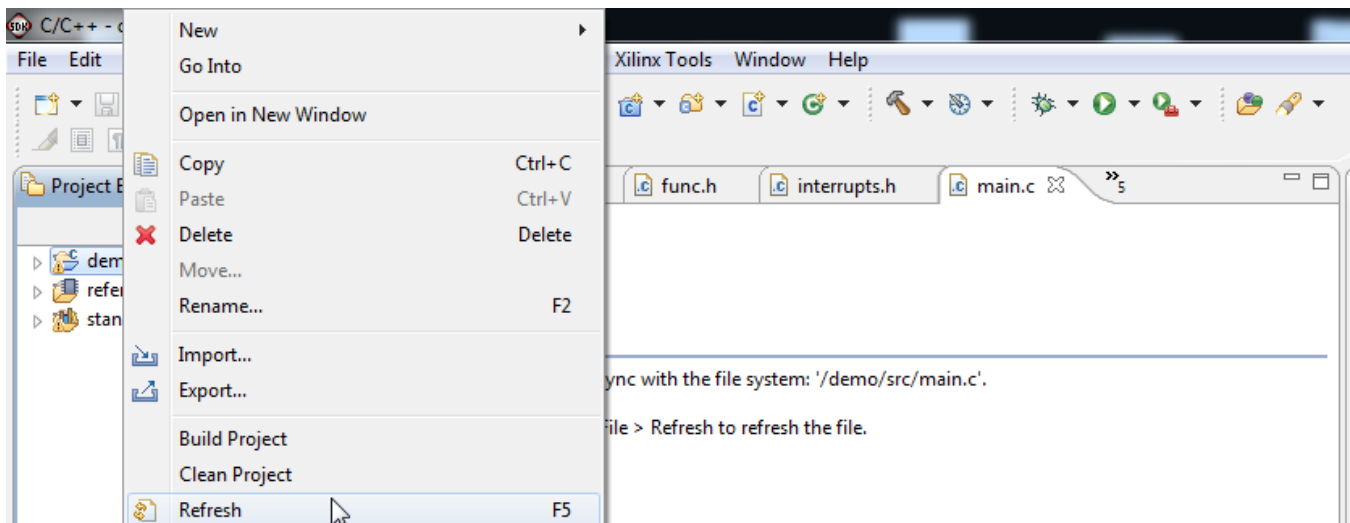 SDK C/C++ - d
File Edit Xilinx Tools Window Help
New
Go Into
Open in New Window
Copy Ctrl+C
Paste Ctrl+V
Delete Delete
Move...
Rename... F2
Import...
Export...
Build Project
Clean Project
Refresh F5
Project E
dem
refer
stan
func.h interrupts.h main.c »5
ync with the file system: '/demo/src/main.c'.
File > Refresh to refresh the file.